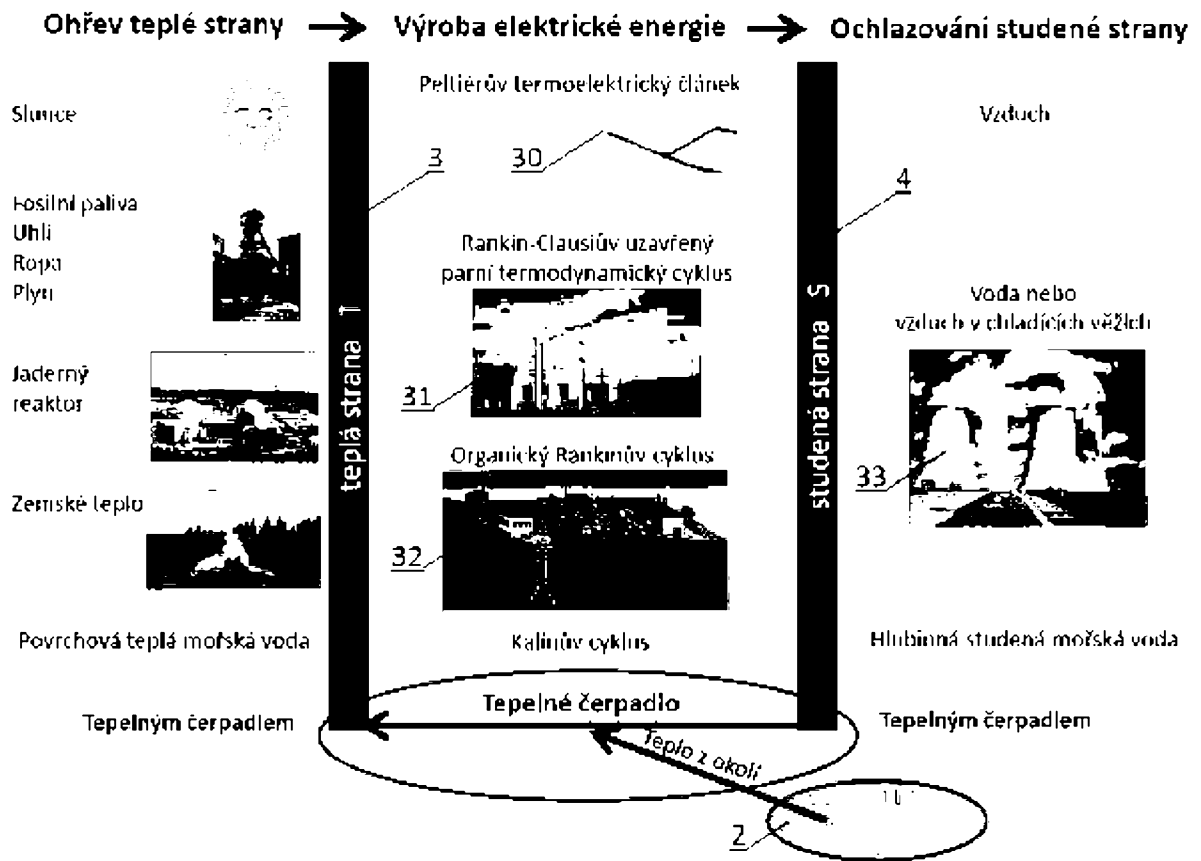 Ohřev teplé strany → Výroba elektrické energie → Ochlazování studené strany
Slunce
Fosilní paliva
Uhlí
Ropa
Plyn
Jaderný
reaktor
Zemské teplo
Povrchová teplá mořská voda
Tepelným čerpadlem
teplá strana T
3
Peltiérův termoelektrický článek
30
Rankin-Clausiův uzavřený
parní termodynamický cyklus
31
Organický Rankinův cyklus
32
Kalinův cyklus
Tepelné čerpadlo
Teplo z okolí
2
studená strana S
4
Vzduch
Voda nebo
vzduch v chladících věžích
33
Hlubinná studená mořská voda
Tepelným čerpadlem